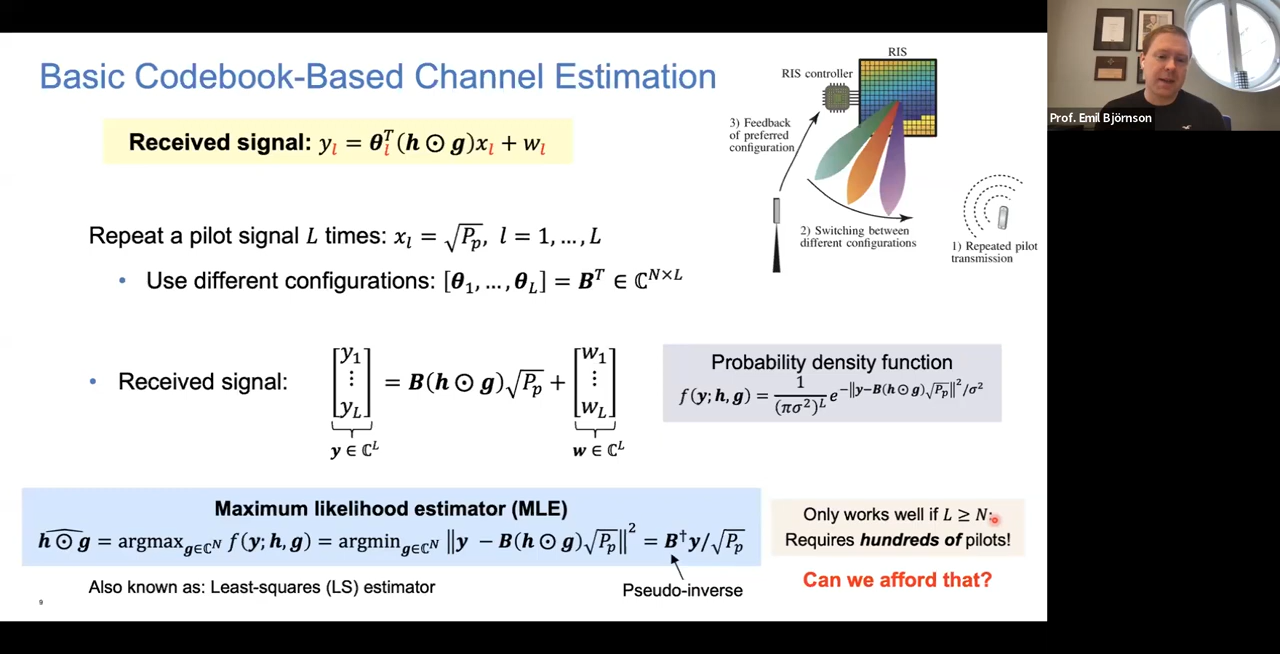 Basic Codebook-Based Channel Estimation
Received signal: y_l = θ_l^T(h ⊙ g)x_l + w_l
RIS
RIS controller
3) Feedback
of preferred
configuration
2) Switching between
different configurations
1) Repeated pilot
transmission
Repeat a pilot signal L times: x_l = √P_p, l = 1, …, L
• Use different configurations: [θ_1, …, θ_L] = B^T ∈ ℂ^{N×L}
• Received signal: [y_1 ⋮ y_L] = B(h ⊙ g)√P_p + [w_1 ⋮ w_L]
y ∈ ℂ^L w ∈ ℂ^L
Probability density function
f(y; h, g) = 1/(πσ²)^L e^{−‖y−B(h⊙g)√P_p‖²/σ²}
Maximum likelihood estimator (MLE)
\widehat{h ⊙ g} = argmax_{g∈ℂ^N} f(y; h, g) = argmin_{g∈ℂ^N} ‖y − B(h ⊙ g)√P_p‖² = B^†y/√P_p
Also known as: Least-squares (LS) estimator
Pseudo-inverse
Only works well if L ≥ N:
Requires hundreds of pilots!
Can we afford that?
9
Prof. Emil Björnson